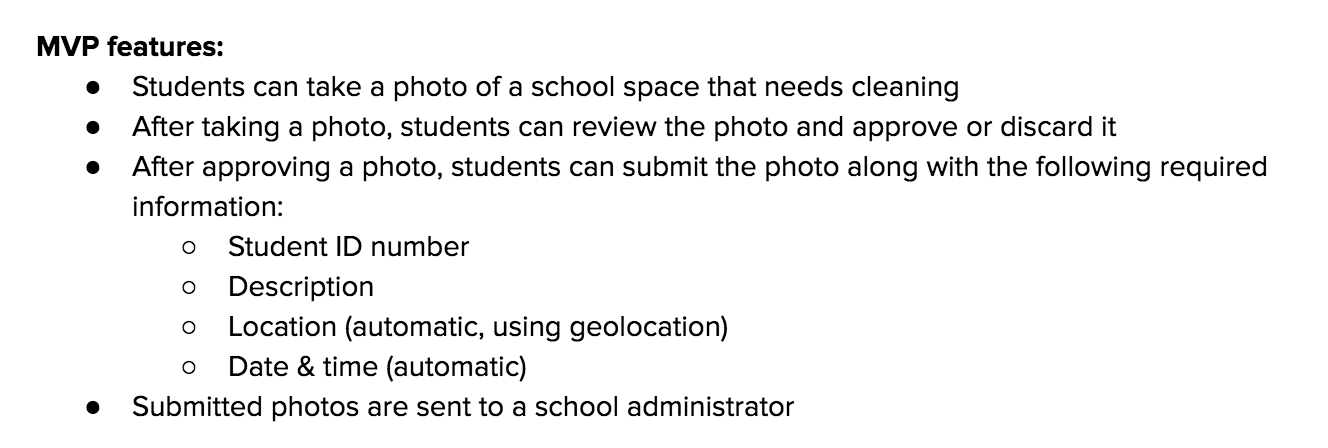 MVP features:
● Students can take a photo of a school space that needs cleaning
● After taking a photo, students can review the photo and approve or discard it
● After approving a photo, students can submit the photo along with the following required
information:
○ Student ID number
○ Description
○ Location (automatic, using geolocation)
○ Date & time (automatic)
● Submitted photos are sent to a school administrator